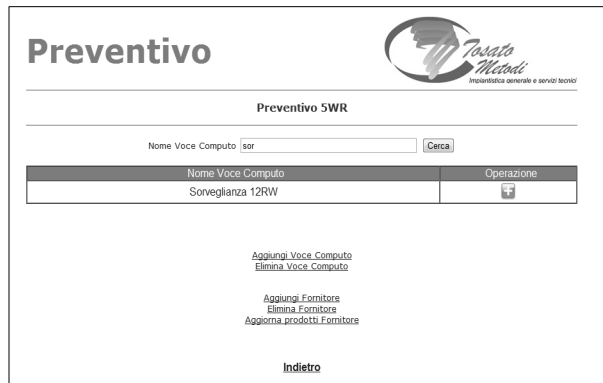 Preventivo
Tosato
Metodi
Impiantistica generale e servizi tecnici
Preventivo 5WR
Nome Voce Computo sor Cerca
Nome Voce Computo Operazione
Sorveglianza 12RW
Aggiungi Voce Computo
Elimina Voce Computo
Aggiungi Fornitore
Elimina Fornitore
Aggiorna prodotti Fornitore
Indietro